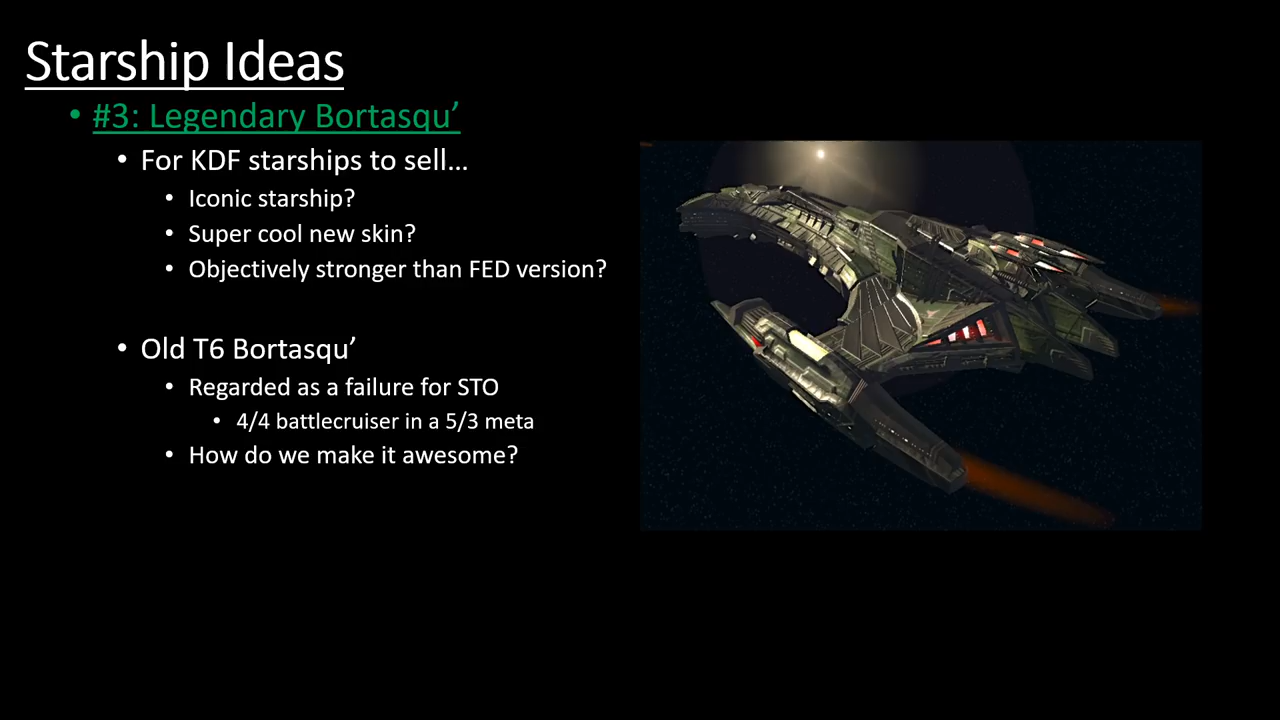 Starship Ideas
• #3: Legendary Bortasqu’
• For KDF starships to sell…
• Iconic starship?
• Super cool new skin?
• Objectively stronger than FED version?
• Old T6 Bortasqu’
• Regarded as a failure for STO
• 4/4 battlecruiser in a 5/3 meta
• How do we make it awesome?